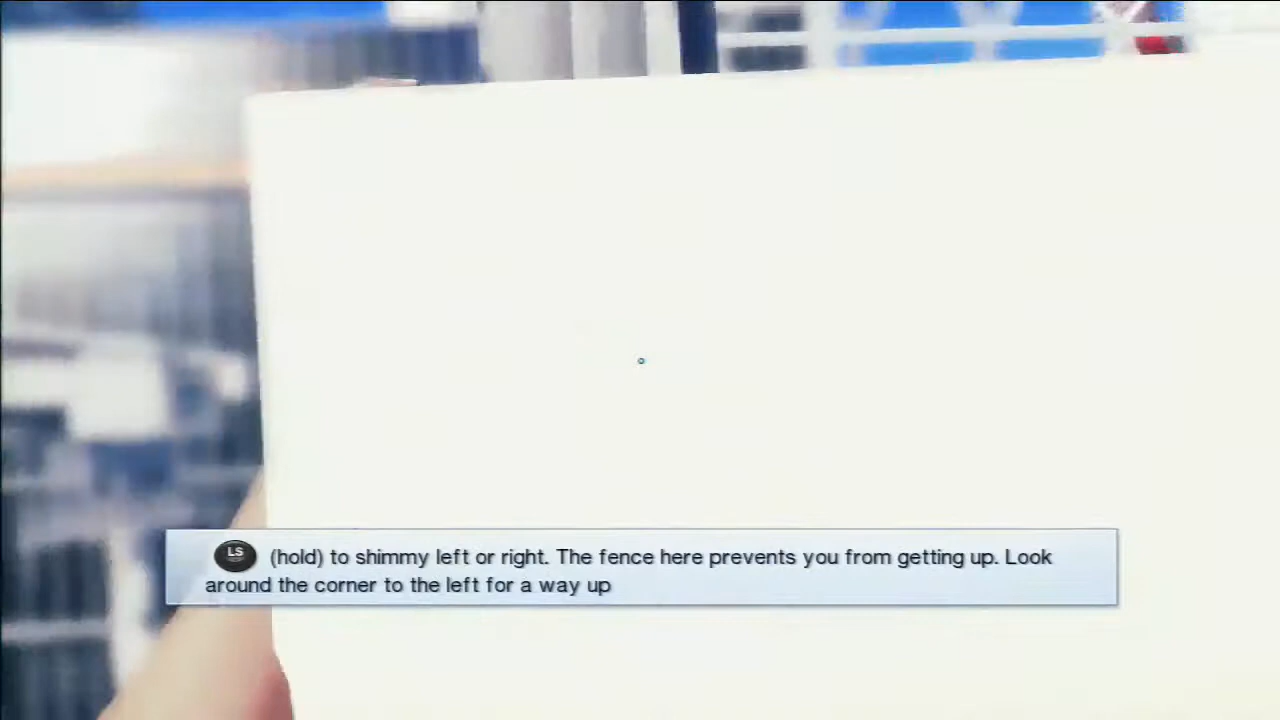 LS (hold) to shimmy left or right. The fence here prevents you from getting up. Look
around the corner to the left for a way up